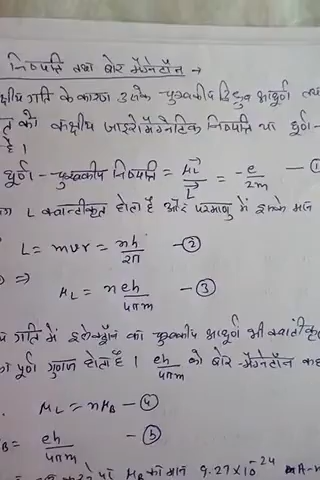 निष्पत्ति तथा बोर मैग्नेटॉन →
गति के कारण उसके चुम्बकीय द्विध्रुव आघूर्ण तथा
को कक्षीय जाइरोमैग्नेटिक निष्पत्ति या घूर्ण-
है।
घूर्ण - चुम्बकीय निष्पत्ति = μL→ / L→ = -e/2m — ①
L क्वान्टीकृत होता है और परमाणु में इसके मान
L = mvr = nh/2π — ②
⇒
μL = neh/4πm — ③
गति में इलेक्ट्रॉन का चुम्बकीय आघूर्ण भी क्वांटीकृत
का पूर्ण गुणज होता है। eh/4πm को बोर-मैग्नेटॉन कहते
μL = nμB — ④
μB = eh/4πm — ⑤
μB का मान 9.27×10⁻²⁴ A-m